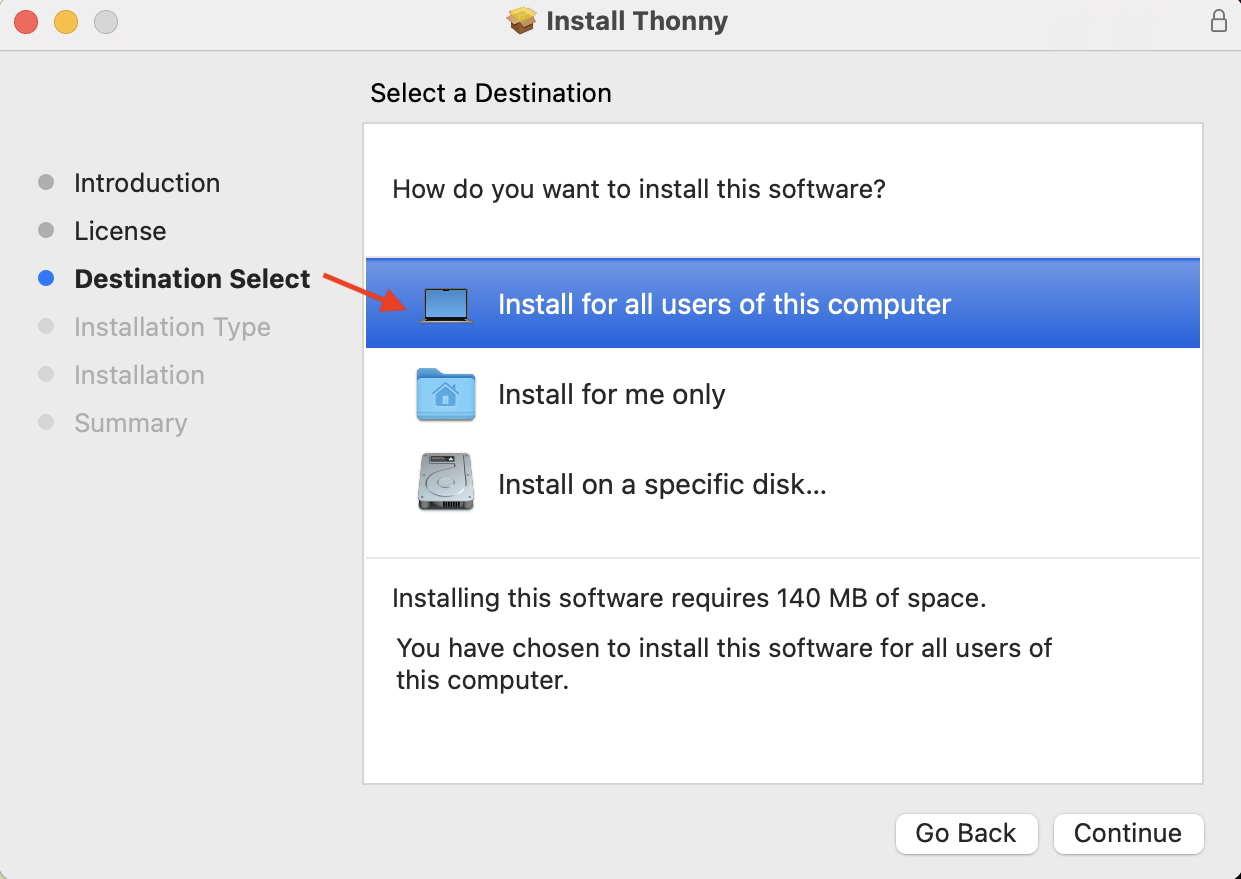 Install Thonny
Select a Destination
Introduction
License
Destination Select
Installation Type
Installation
Summary
How do you want to install this software?
Install for all users of this computer
Install for me only
Install on a specific disk...
Installing this software requires 140 MB of space.
You have chosen to install this software for all users of
this computer.
Go Back
Continue